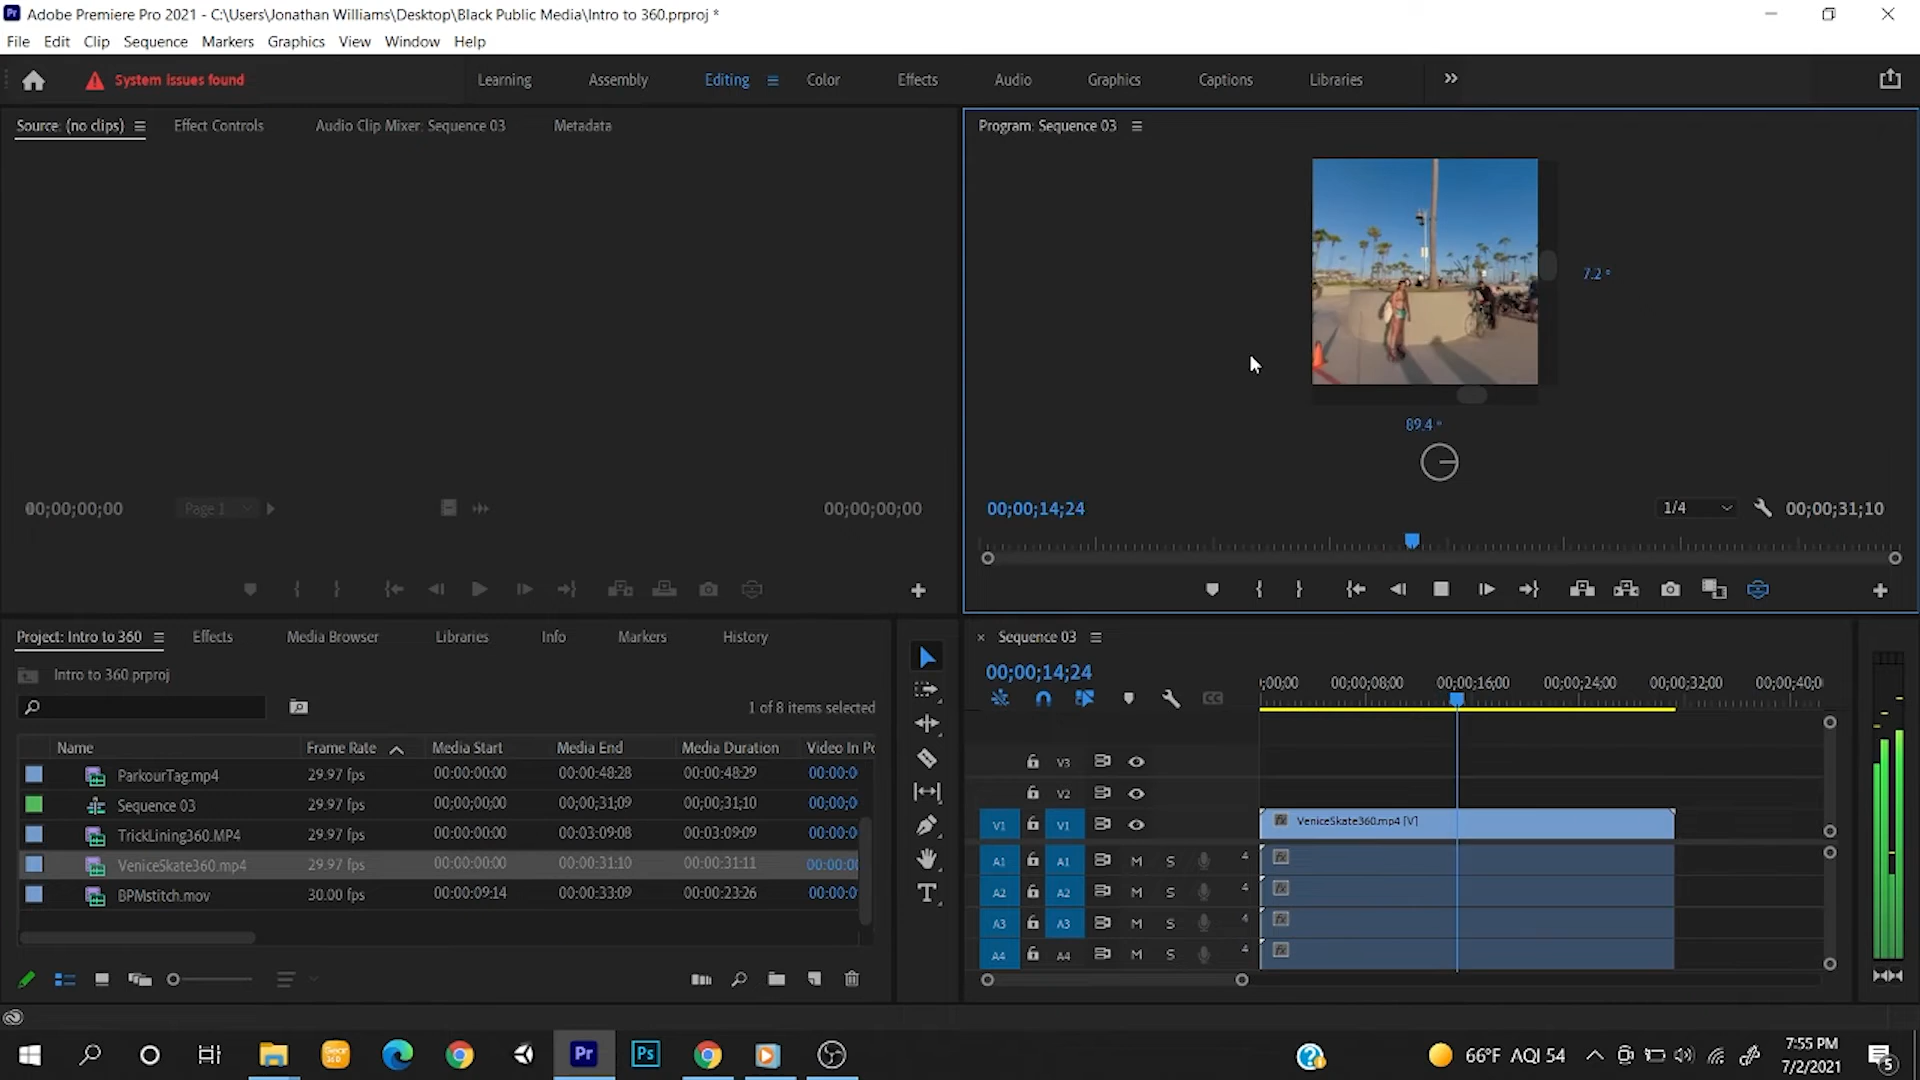 Adobe Premiere Pro 2021 - C:\Users\Jonathan Williams\Desktop\Black Public Media\Intro to 360.prproj *
File Edit Clip Sequence Markers Graphics View Window Help
System issues found
Learning Assembly Editing Color Effects Audio Graphics Captions Libraries
Source: (no clips) Effect Controls Audio Clip Mixer: Sequence 03 Metadata
Program: Sequence 03
7.2 °
89.4 °
00;00;00;00 Page 1 00;00;00;00
00;00;14;24 1/4 00;00;31;10
Project: Intro to 360 Effects Media Browser Libraries Info Markers History
Intro to 360 prproj
1 of 8 items selected
Name Frame Rate Media Start Media End Media Duration Video In Po
ParkourTag.mp4 29.97 fps 00:00:00:00 00:00:48:28 00:00:48:29 00:00:0
Sequence 03 29.97 fps 00;00;00;00 00;00;31;09 00;00;31;10 00;00;0
TrickLining360.MP4 29.97 fps 00:00:00:00 00:03:09:08 00:03:09:09 00:00:0
VeniceSkate360.mp4 29.97 fps 00:00:00:00 00:00:31:10 00:00:31:11 00:00:00
BPMstitch.mov 30.00 fps 00:00:09:14 00:00:33:09 00:00:23:26 00:00:0
× Sequence 03
00;00;14;24
;00;00 00;00;08;00 00;00;16;00 00;00;24;00 00;00;32;00 00;00;40;0
V3
V2
V1 V1 VeniceSkate360.mp4 [V]
A1 A1 M S 4
A2 A2 M S 4
A3 A3 M S 4
A4 A4 M S 4
66°F AQI 54
7:55 PM
7/2/2021
5